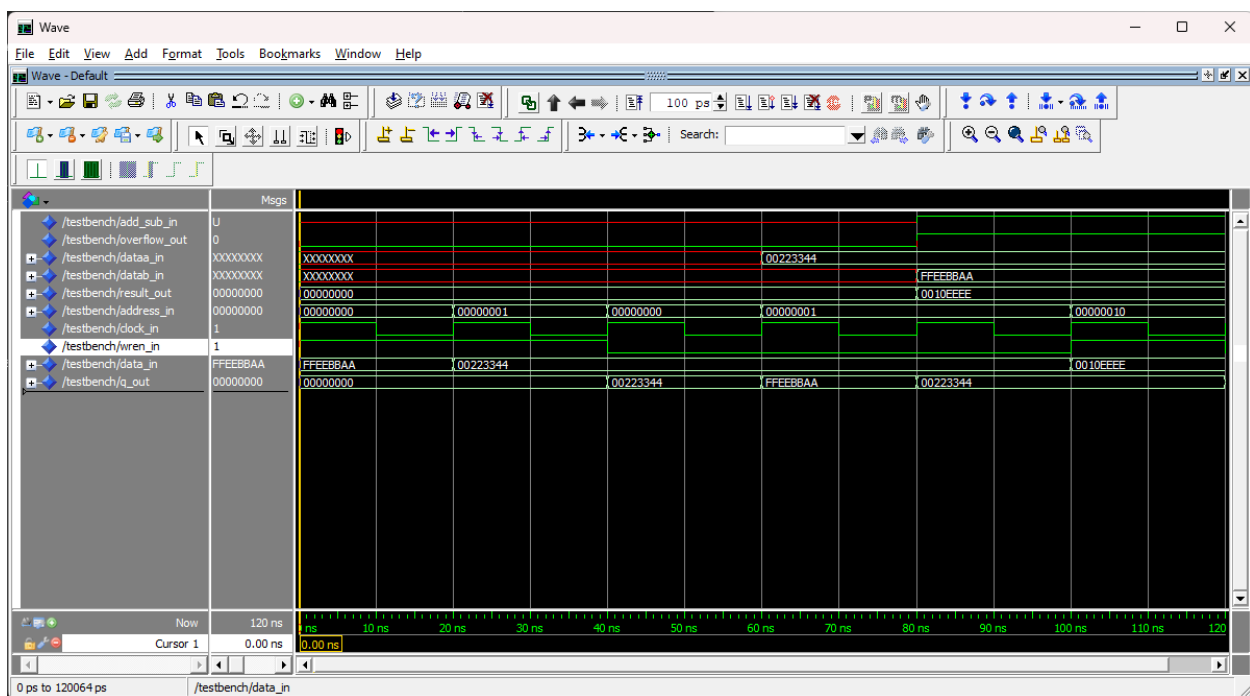 Wave
File Edit View Add Format Tools Bookmarks Window Help
Wave - Default
100 ps
Search:
Msgs
/testbench/add_sub_in U
/testbench/overflow_out 0
/testbench/dataa_in XXXXXXXX XXXXXXXX 00223344
/testbench/datab_in XXXXXXXX XXXXXXXX FFEEBBAA
/testbench/result_out 00000000 00000000 0010EEEE
/testbench/address_in 00000000 00000000 00000001 00000000 00000001 00000010
/testbench/clock_in 1
/testbench/wren_in 1
/testbench/data_in FFEEBBAA FFEEBBAA 00223344 0010EEEE
/testbench/q_out 00000000 00000000 00223344 FFEEBBAA 00223344
Now 120 ns ns 10 ns 20 ns 30 ns 40 ns 50 ns 60 ns 70 ns 80 ns 90 ns 100 ns 110 ns 120
Cursor 1 0.00 ns 0.00 ns
0 ps to 120064 ps /testbench/data_in